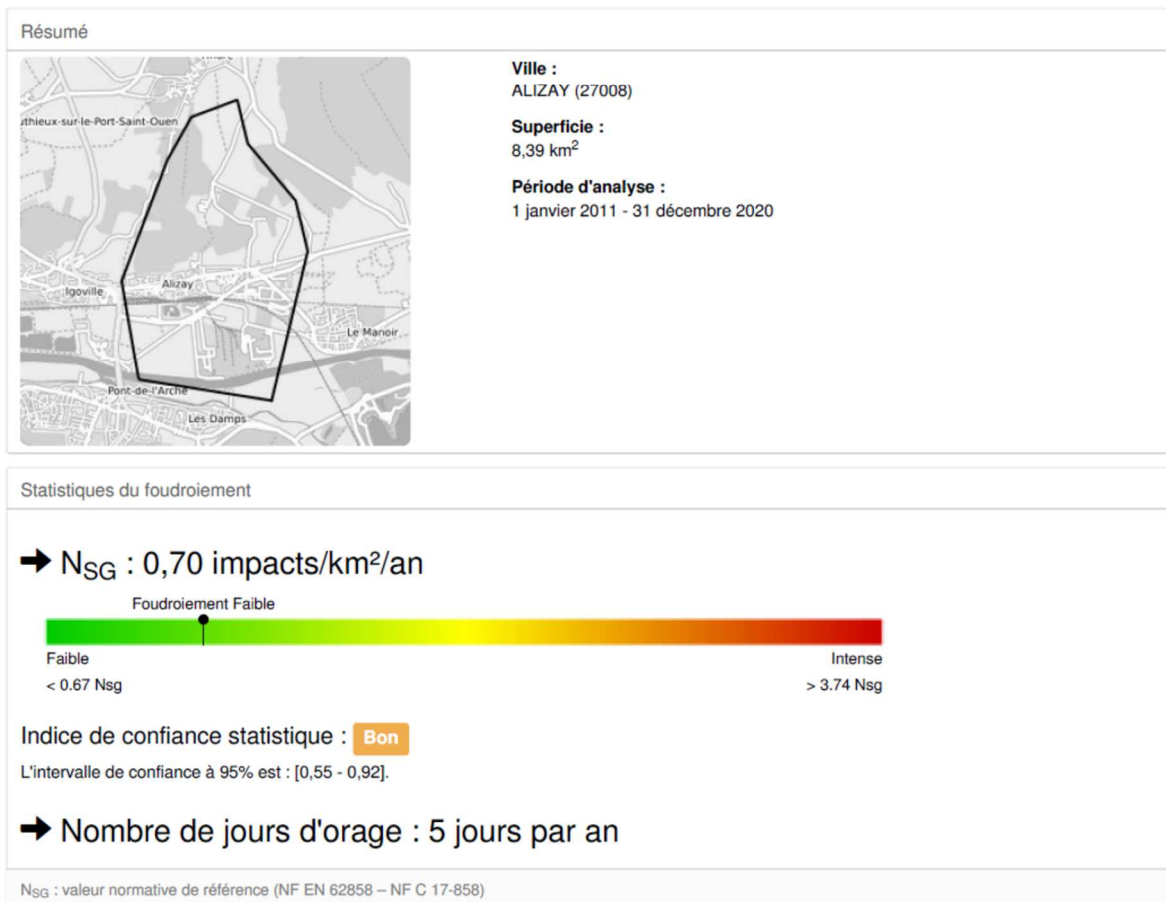 Résumé
uthieux-sur-le-Port-Saint-Ouen
Igoville
Alizay
Le Manoir
Pont-de-l'Arche
Les Damps
Ville :
ALIZAY (27008)
Superficie :
8,39 km²
Période d'analyse :
1 janvier 2011 - 31 décembre 2020
Statistiques du foudroiement
➔ NSG : 0,70 impacts/km²/an
Foudroiement Faible
Faible
Intense
< 0.67 Nsg
> 3.74 Nsg
Indice de confiance statistique : Bon
L'intervalle de confiance à 95% est : [0,55 - 0,92].
➔ Nombre de jours d'orage : 5 jours par an
NSG : valeur normative de référence (NF EN 62858 – NF C 17-858)